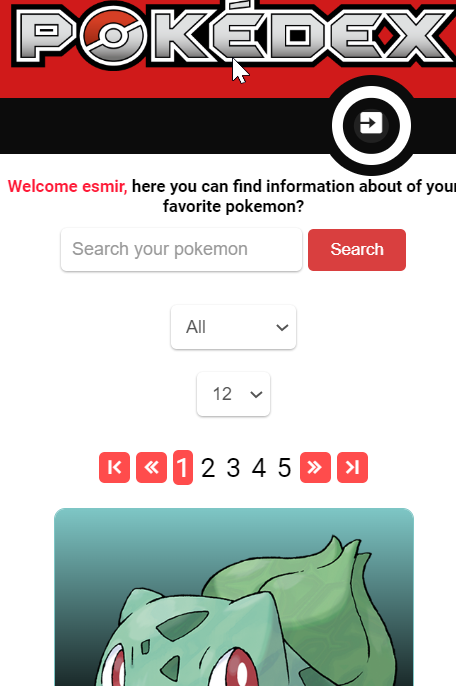 POKÉDEX
Welcome esmir, here you can find information about of your
favorite pokemon?
Search your pokemon
Search
All
12
1 2 3 4 5